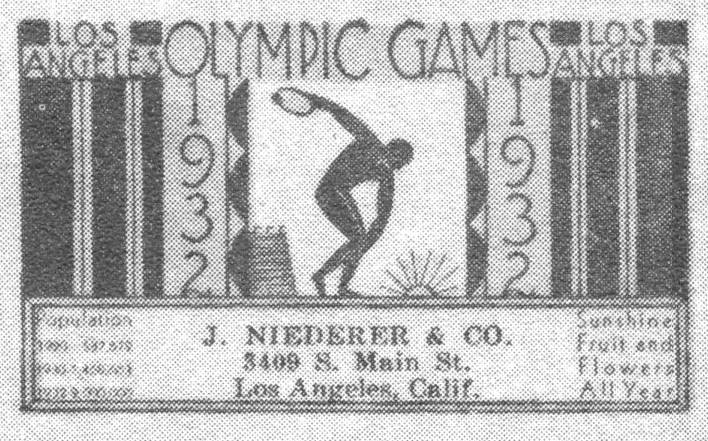 LOS ANGELES
OLYMPIC GAMES
LOS ANGELES
1932
1932
Population
J. NIEDERER & CO.
3409 S. Main St.
Los Angeles, Calif.
Sunshine
Fruit and
Flowers
All Year